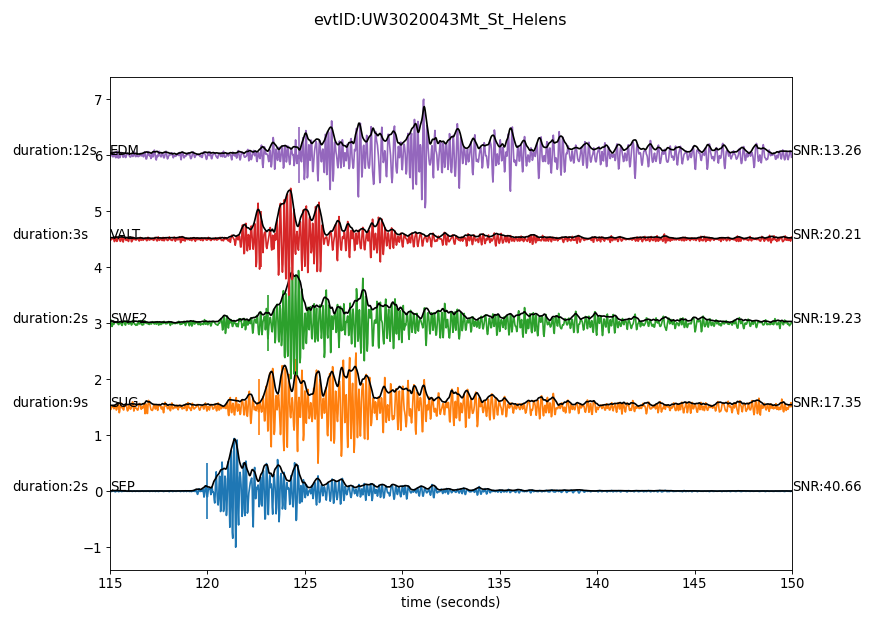 evtID:UW3020043Mt_St_Helens
7
duration:12s 6 EDM SNR:13.26
5
duration:3s VALT SNR:20.21
4
duration:2s 3 SWF2 SNR:19.23
2
duration:9s SUG SNR:17.35
1
duration:2s 0 SEP SNR:40.66
−1
115 120 125 130 135 140 145 150
time (seconds)